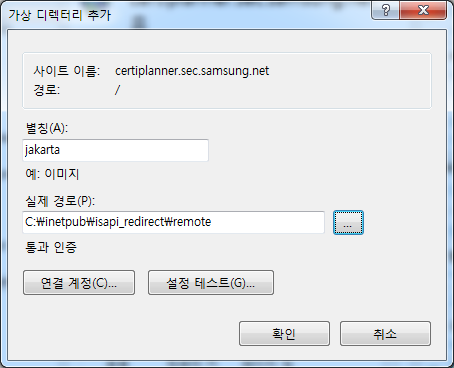 가상 디렉터리 추가
사이트 이름: certiplanner.sec.samsung.net
경로: /
별칭(A):
jakarta
예: 이미지
실제 경로(P):
C:₩inetpub₩isapi_redirect₩remote
...
통과 인증
연결 계정(C)...
설정 테스트(G)...
확인
취소